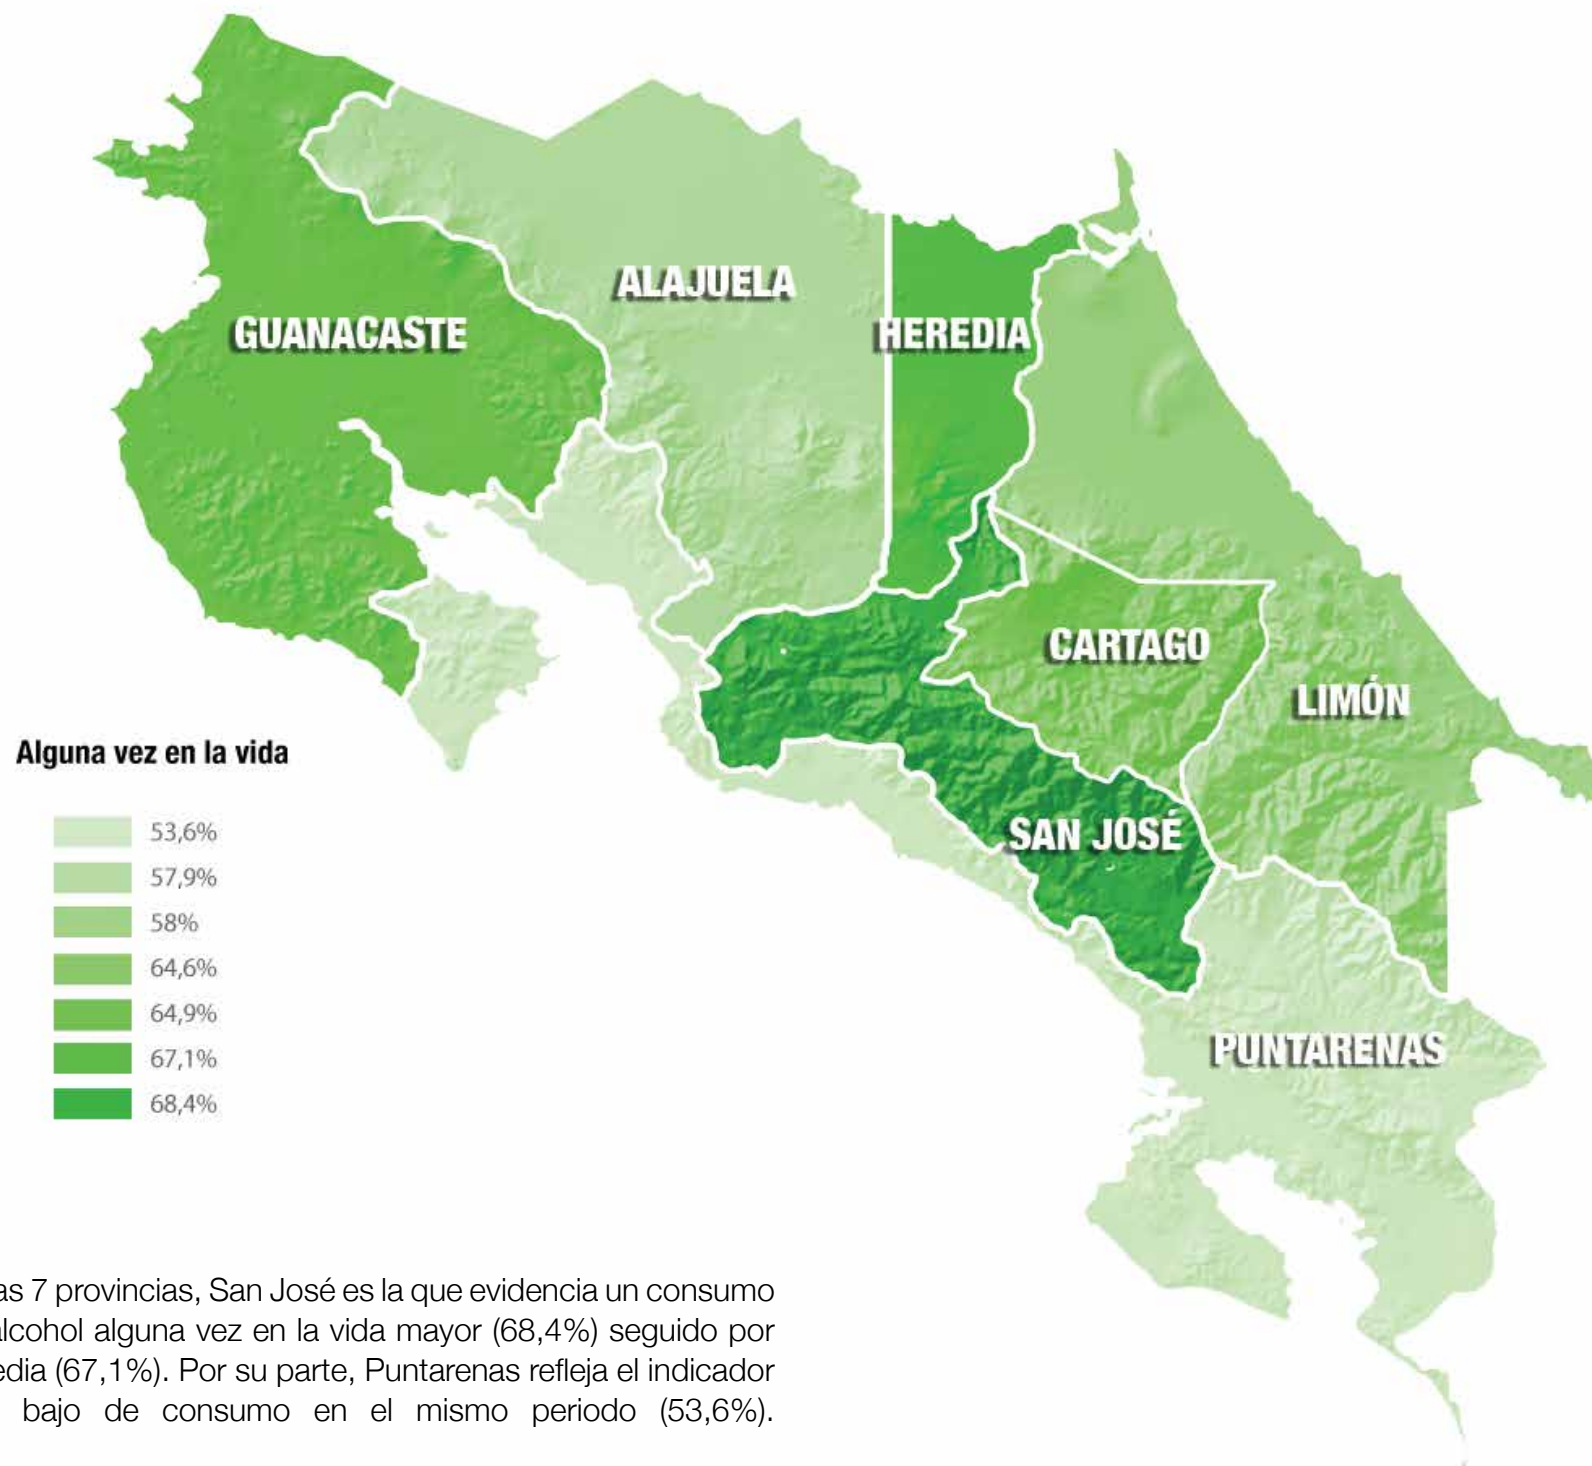 ALAJUELA
GUANACASTE
HEREDIA
CARTAGO
LIMÓN
SAN JOSÉ
PUNTARENAS
Alguna vez en la vida
53,6%
57,9%
58%
64,6%
64,9%
67,1%
68,4%
as 7 provincias, San José es la que evidencia un consumo
alcohol alguna vez en la vida mayor (68,4%) seguido por
edia (67,1%). Por su parte, Puntarenas refleja el indicador
bajo de consumo en el mismo periodo (53,6%).